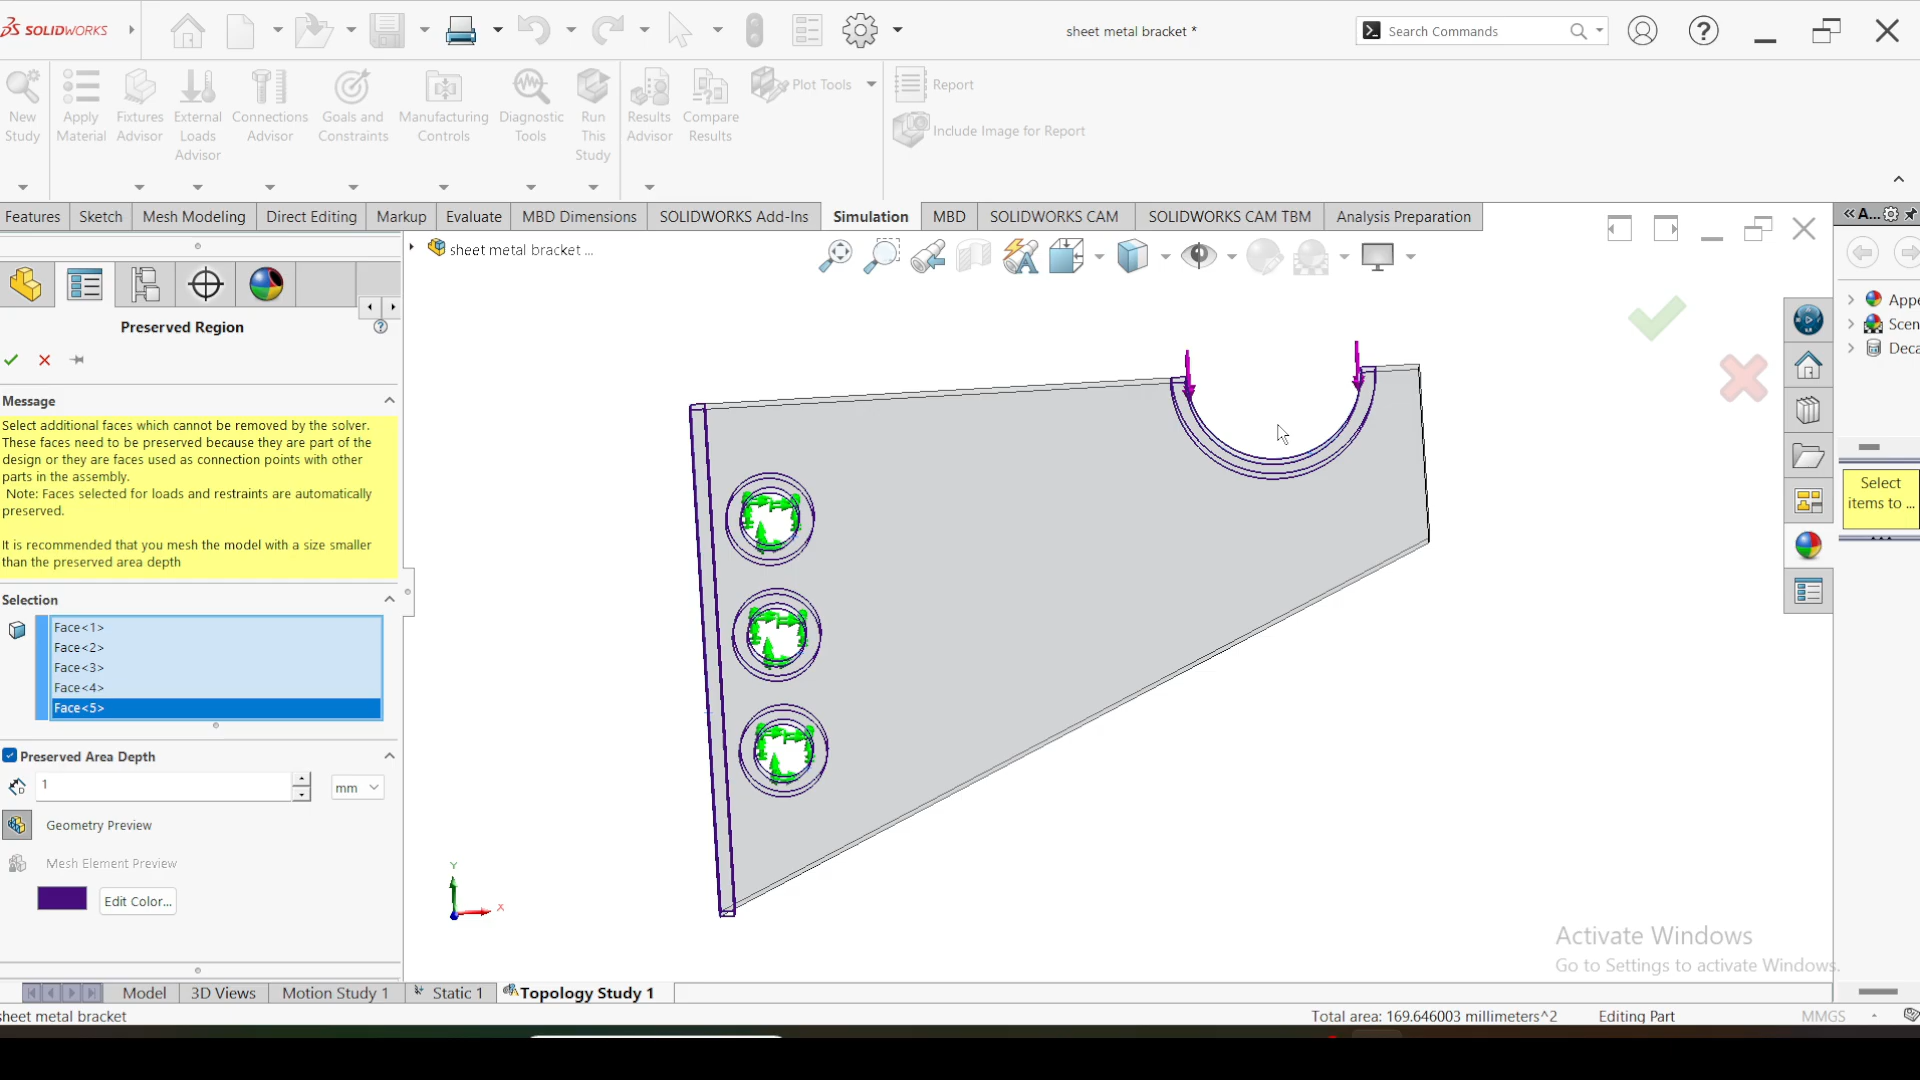 SOLIDWORKS
sheet metal bracket *
Search Commands
New Study
Apply Material
Fixtures Advisor
External Loads Advisor
Connections Advisor
Goals and Constraints
Manufacturing Controls
Diagnostic Tools
Run This Study
Results Advisor
Compare Results
Plot Tools
Report
Include Image for Report
Features
Sketch
Mesh Modeling
Direct Editing
Markup
Evaluate
MBD Dimensions
SOLIDWORKS Add-Ins
Simulation
MBD
SOLIDWORKS CAM
SOLIDWORKS CAM TBM
Analysis Preparation
A...
sheet metal bracket ...
Appe
Scen
Deca
Preserved Region
Message
Select additional faces which cannot be removed by the solver.
These faces need to be preserved because they are part of the
design or they are faces used as connection points with other
parts in the assembly.
Note: Faces selected for loads and restraints are automatically
preserved.
It is recommended that you mesh the model with a size smaller
than the preserved area depth
Selection
Face<1>
Face<2>
Face<3>
Face<4>
Face<5>
Preserved Area Depth
1
mm
Geometry Preview
Mesh Element Preview
Edit Color...
Y
X
Select
items to ...
Activate Windows
Go to Settings to activate Windows.
Model
3D Views
Motion Study 1
Static 1
Topology Study 1
sheet metal bracket
Total area: 169.646003 millimeters^2
Editing Part
MMGS